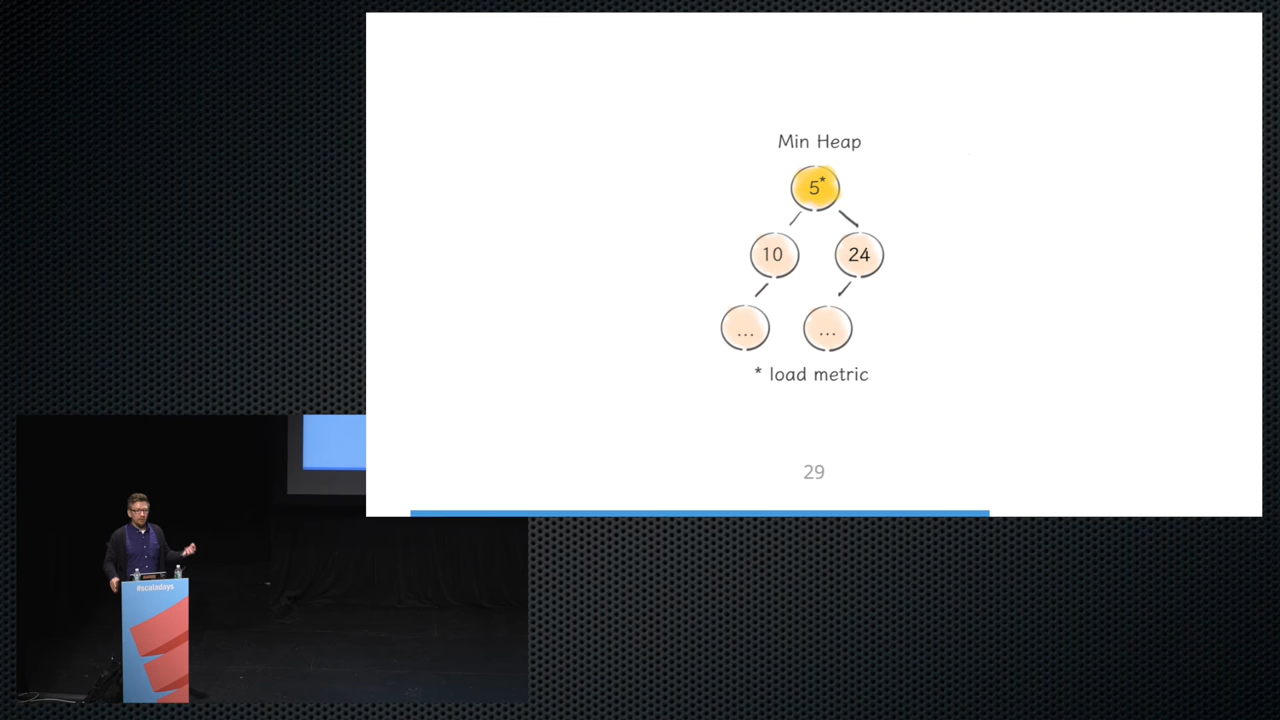 Min Heap
5*
10 24
... ...
* load metric
29
#scaladays